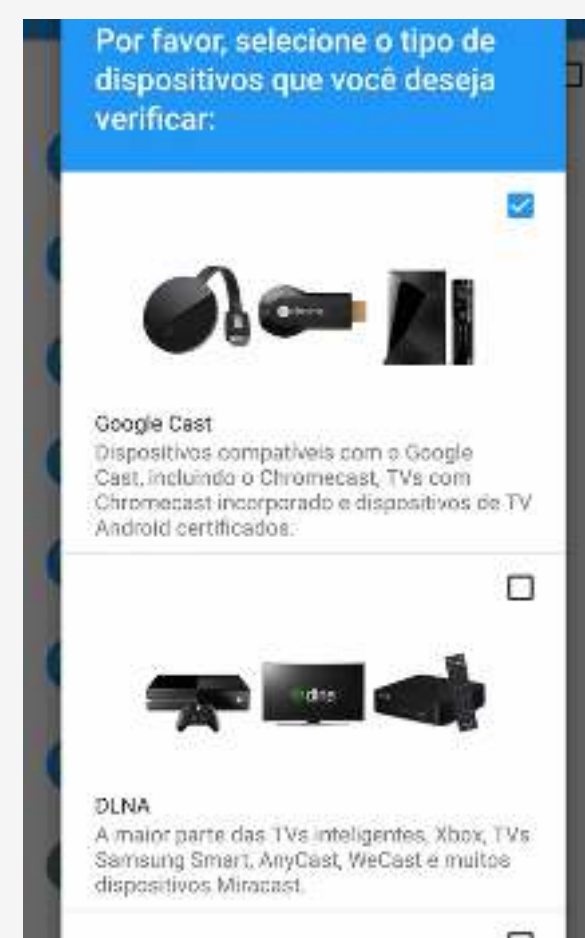 Por favor, selecione o tipo de
dispositivos que você deseja
verificar:
Google Cast
Dispositivos compatíveis com o Google
Cast, incluindo o Chromecast, TVs com
Chromecast incorporado e dispositivos de TV
Android certificados.
dlna
DLNA
A maior parte das TVs inteligentes, Xbox, TVs
Samsung Smart, AnyCast, WeCast e muitos
dispositivos Miracast.